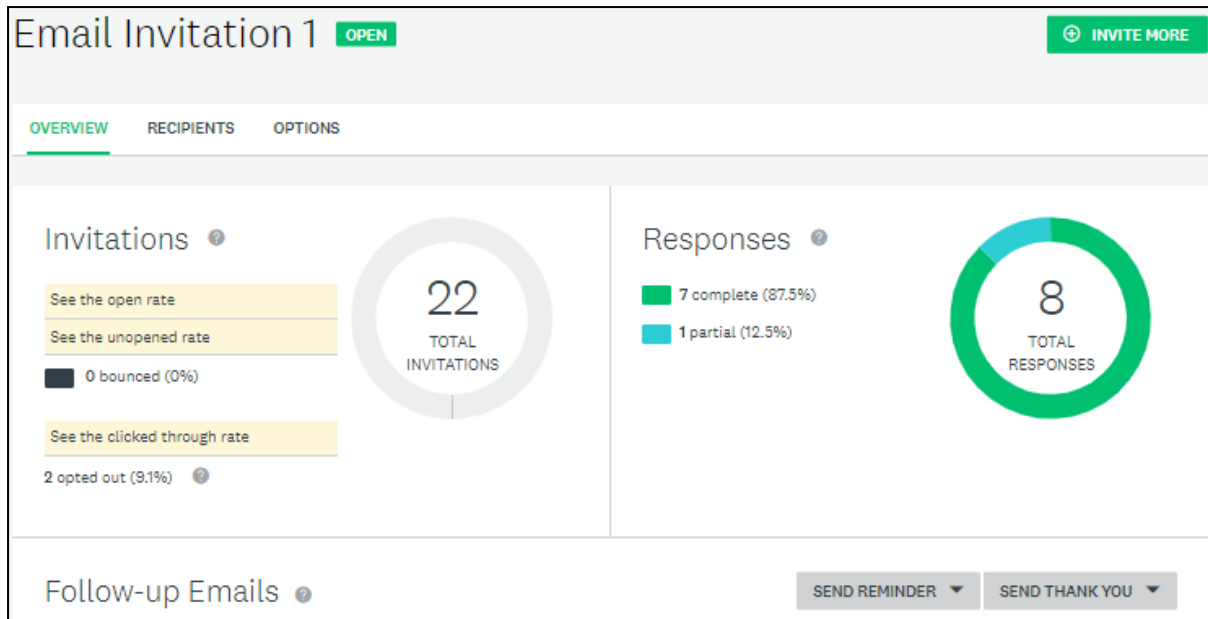 Email Invitation 1 OPEN
INVITE MORE
OVERVIEW RECIPIENTS OPTIONS
Invitations ?
See the open rate
See the unopened rate
0 bounced (0%)
See the clicked through rate
2 opted out (9.1%) ?
22
TOTAL
INVITATIONS
Responses ?
7 complete (87.5%)
1 partial (12.5%)
8
TOTAL
RESPONSES
Follow-up Emails ?
SEND REMINDER SEND THANK YOU